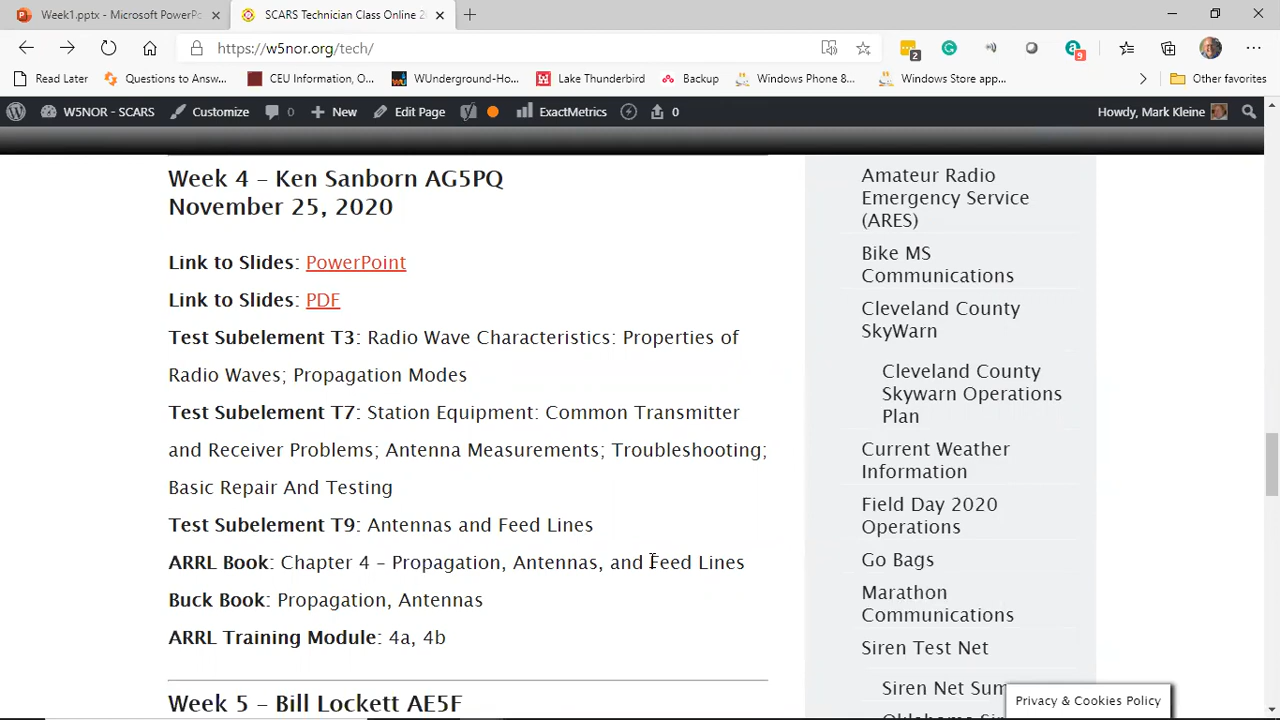 Week1.pptx - Microsoft PowerPo
SCARS Technician Class Online 2
https://w5nor.org/tech/
2
9
Read Later
Questions to Answ...
CEU Information, O...
WUnderground-Ho...
Lake Thunderbird
Backup
Windows Phone 8...
Windows Store app...
Other favorites
W5NOR - SCARS
Customize
0
New
Edit Page
ExactMetrics
0
Howdy, Mark Kleine
Week 4 – Ken Sanborn AG5PQ
November 25, 2020
Link to Slides: PowerPoint
Link to Slides: PDF
Test Subelement T3: Radio Wave Characteristics: Properties of
Radio Waves; Propagation Modes
Test Subelement T7: Station Equipment: Common Transmitter
and Receiver Problems; Antenna Measurements; Troubleshooting;
Basic Repair And Testing
Test Subelement T9: Antennas and Feed Lines
ARRL Book: Chapter 4 – Propagation, Antennas, and Feed Lines
Buck Book: Propagation, Antennas
ARRL Training Module: 4a, 4b
Week 5 – Bill Lockett AE5F
Amateur Radio
Emergency Service
(ARES)
Bike MS
Communications
Cleveland County
SkyWarn
Cleveland County
Skywarn Operations
Plan
Current Weather
Information
Field Day 2020
Operations
Go Bags
Marathon
Communications
Siren Test Net
Siren Net Sum
Privacy & Cookies Policy